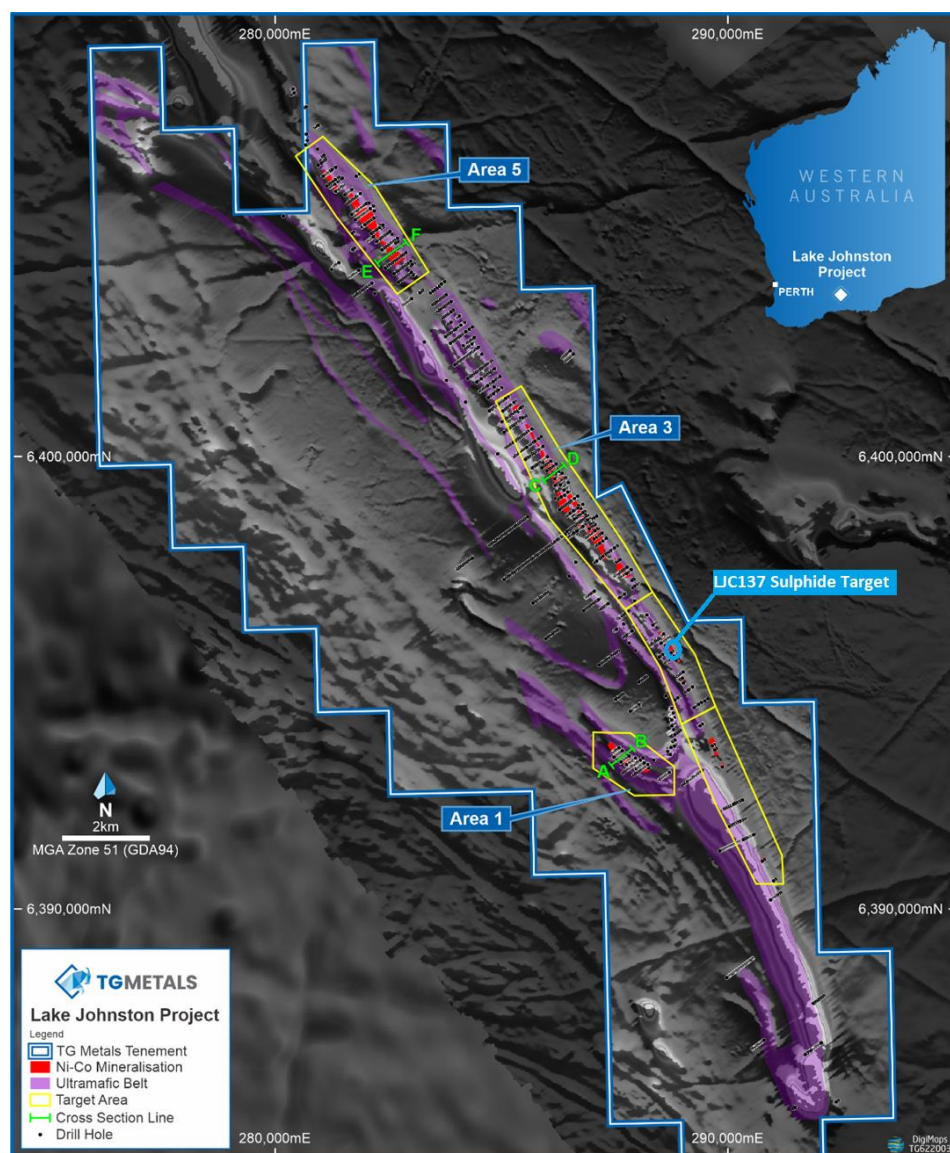 280,000mE
290,000mE
WESTERN
AUSTRALIA
Lake Johnston
Project
PERTH
Area 5
F
E
Area 3
6,400,000mN
6,400,000mN
D
C
LJC137 Sulphide Target
B
A
Area 1
N
2km
MGA Zone 51 (GDA94)
6,390,000mN
6,390,000mN
TGMETALS
Lake Johnston Project
Legend
TG Metals Tenement
Ni-Co Mineralisation
Ultramafic Belt
Target Area
Cross Section Line
Drill Hole
280,000mE
290,000mE
DigiMaps
TG622003